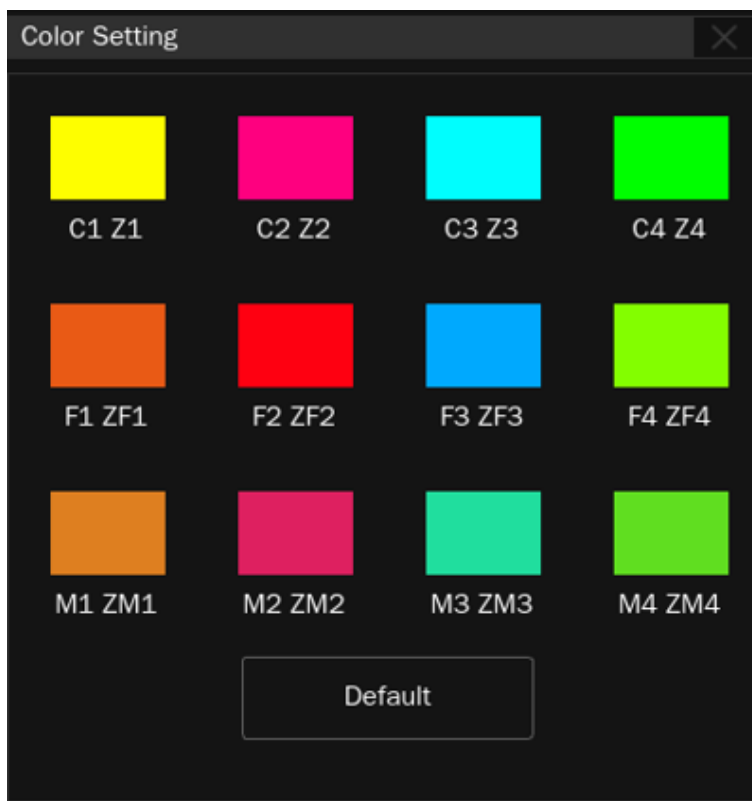 Color Setting
C1 Z1 C2 Z2 C3 Z3 C4 Z4
F1 ZF1 F2 ZF2 F3 ZF3 F4 ZF4
M1 ZM1 M2 ZM2 M3 ZM3 M4 ZM4
Default